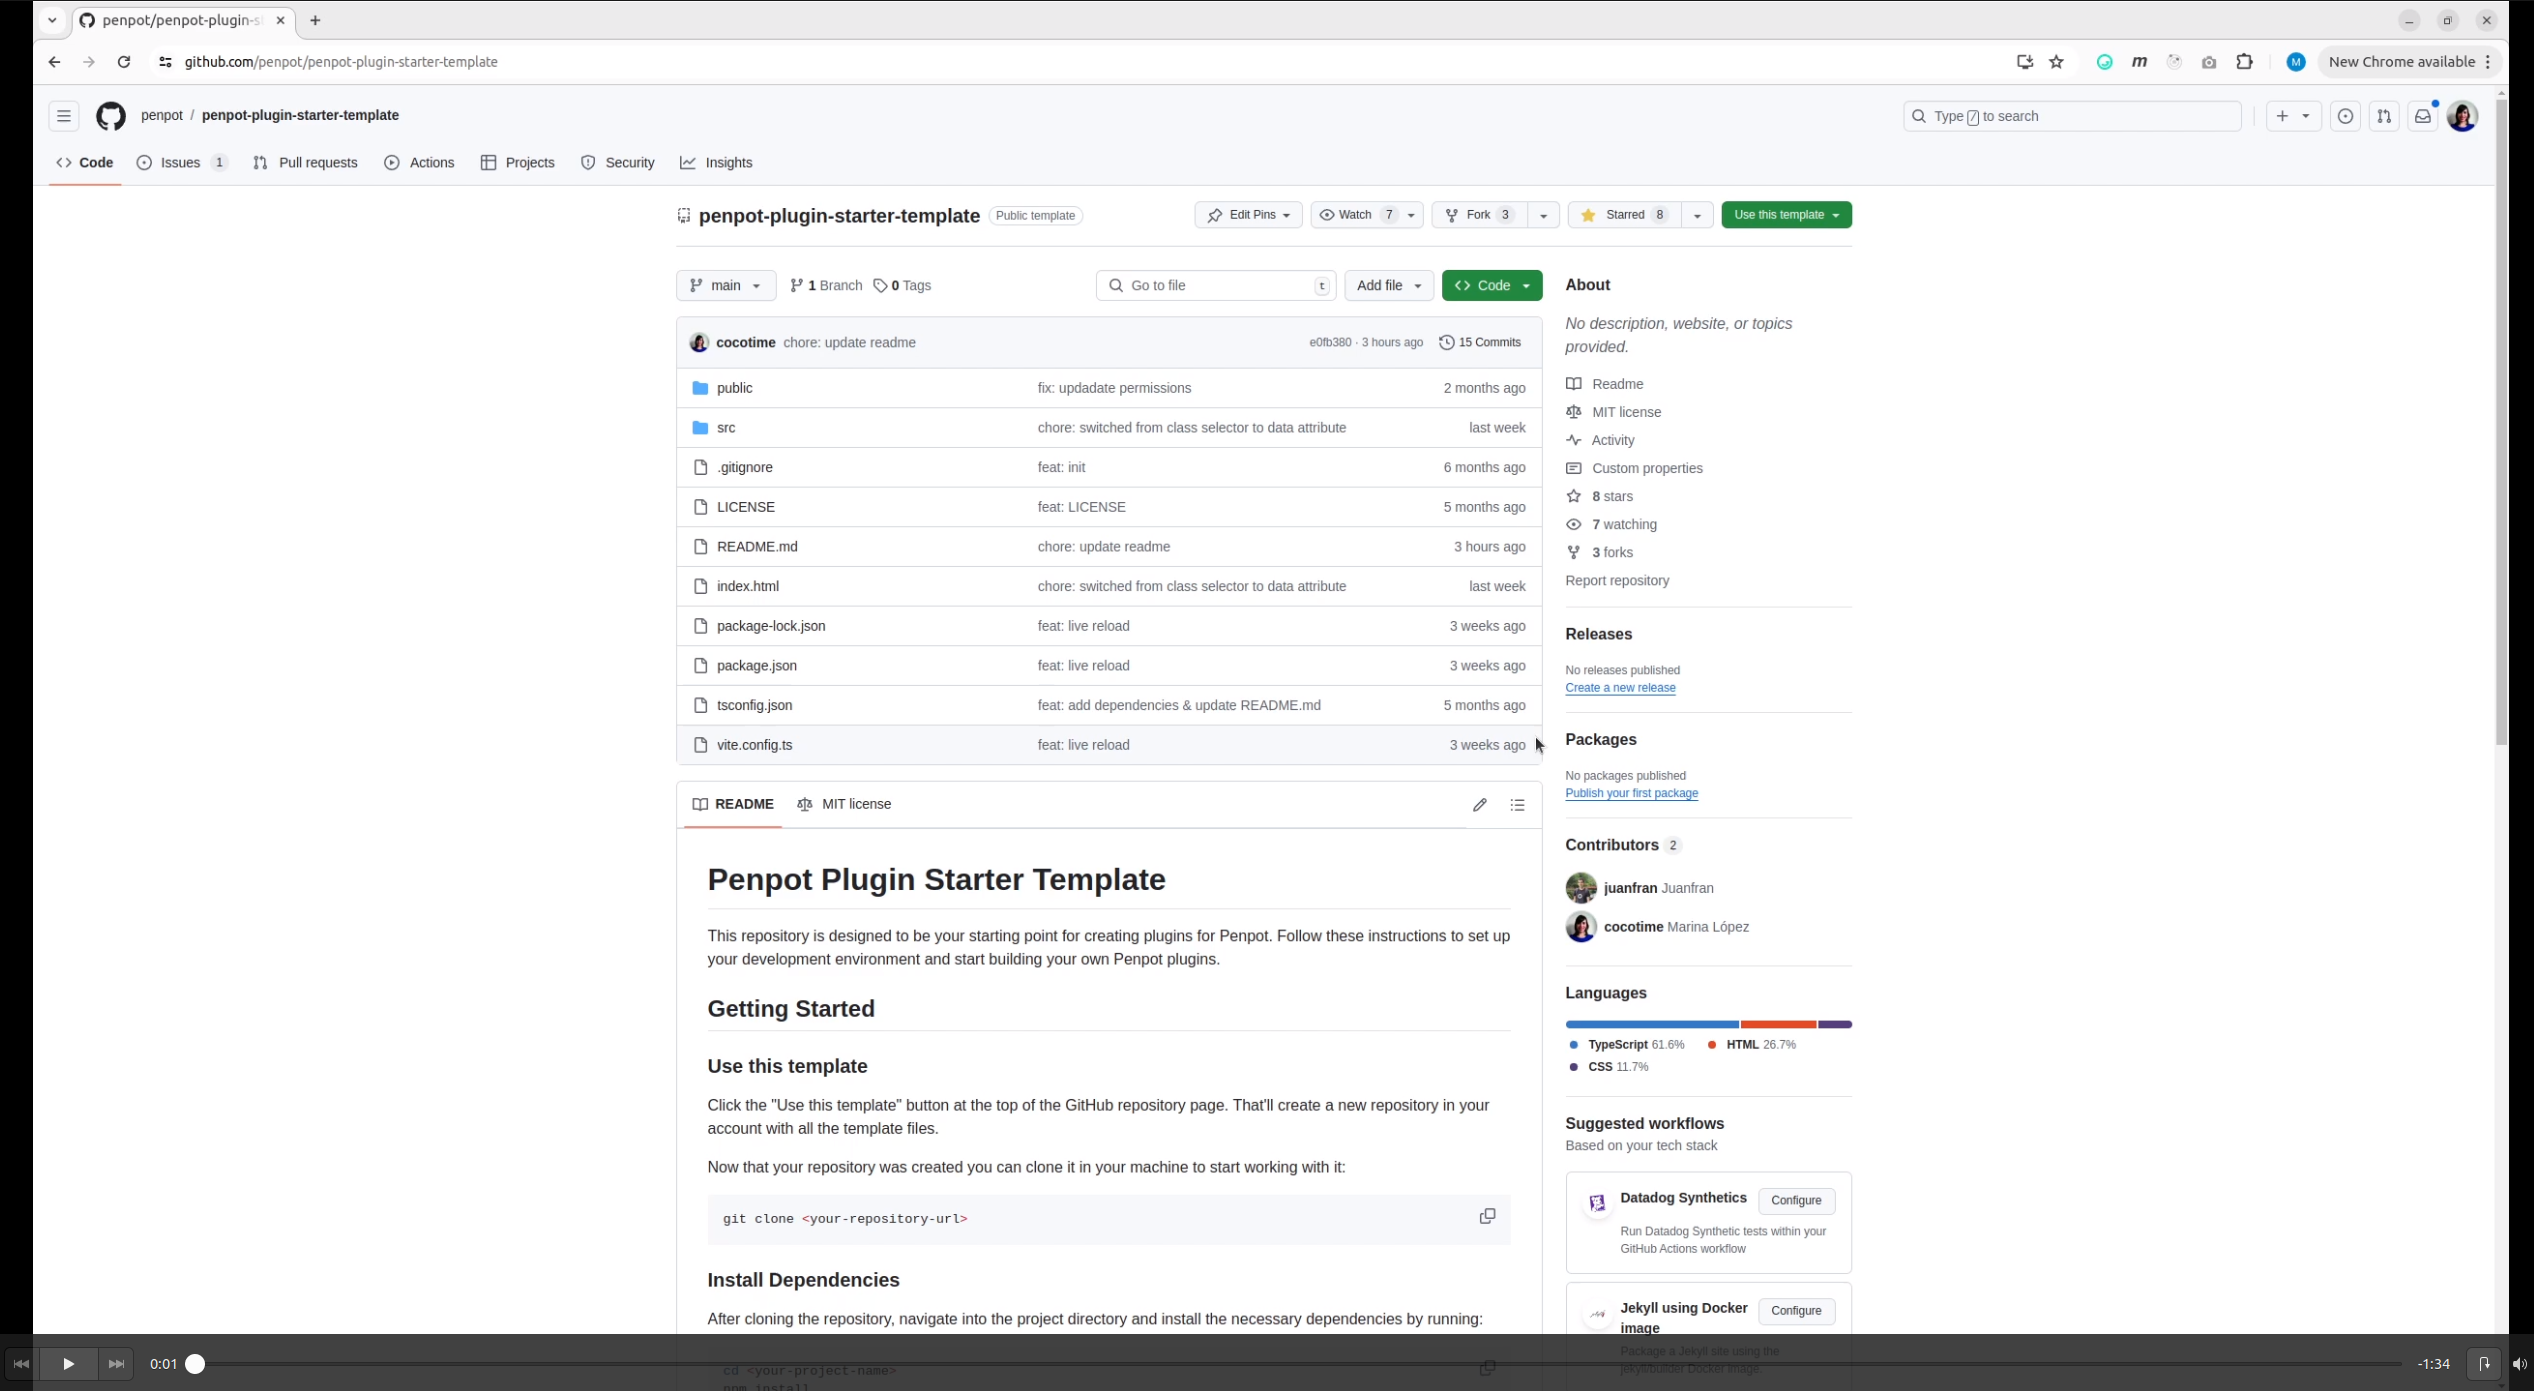 penpot/penpot-plugin-s
github.com/penpot/penpot-plugin-starter-template
M
New Chrome available
penpot / penpot-plugin-starter-template
Type / to search
Code
Issues 1
Pull requests
Actions
Projects
Security
Insights
penpot-plugin-starter-template Public template
Edit Pins
Watch 7
Fork 3
Starred 8
Use this template
main
1 Branch
0 Tags
Go to file t
Add file
Code
cocotime chore: update readme e0fb380 · 3 hours ago 15 Commits
public fix: updadate permissions 2 months ago
src chore: switched from class selector to data attribute last week
.gitignore feat: init 6 months ago
LICENSE feat: LICENSE 5 months ago
README.md chore: update readme 3 hours ago
index.html chore: switched from class selector to data attribute last week
package-lock.json feat: live reload 3 weeks ago
package.json feat: live reload 3 weeks ago
tsconfig.json feat: add dependencies & update README.md 5 months ago
vite.config.ts feat: live reload 3 weeks ago
README
MIT license
Penpot Plugin Starter Template
This repository is designed to be your starting point for creating plugins for Penpot. Follow these instructions to set up
your development environment and start building your own Penpot plugins.
Getting Started
Use this template
Click the "Use this template" button at the top of the GitHub repository page. That'll create a new repository in your
account with all the template files.
Now that your repository was created you can clone it in your machine to start working with it:
git clone <your-repository-url>
Install Dependencies
After cloning the repository, navigate into the project directory and install the necessary dependencies by running:
cd <your-project-name>
npm install
About
No description, website, or topics
provided.
Readme
MIT license
Activity
Custom properties
8 stars
7 watching
3 forks
Report repository
Releases
No releases published
Create a new release
Packages
No packages published
Publish your first package
Contributors 2
juanfran Juanfran
cocotime Marina López
Languages
TypeScript 61.6%
HTML 26.7%
CSS 11.7%
Suggested workflows
Based on your tech stack
Datadog Synthetics
Configure
Run Datadog Synthetic tests within your
GitHub Actions workflow
Jekyll using Docker
image
Configure
Package a Jekyll site using the
jekyll/builder Docker image.
0:01
-1:34